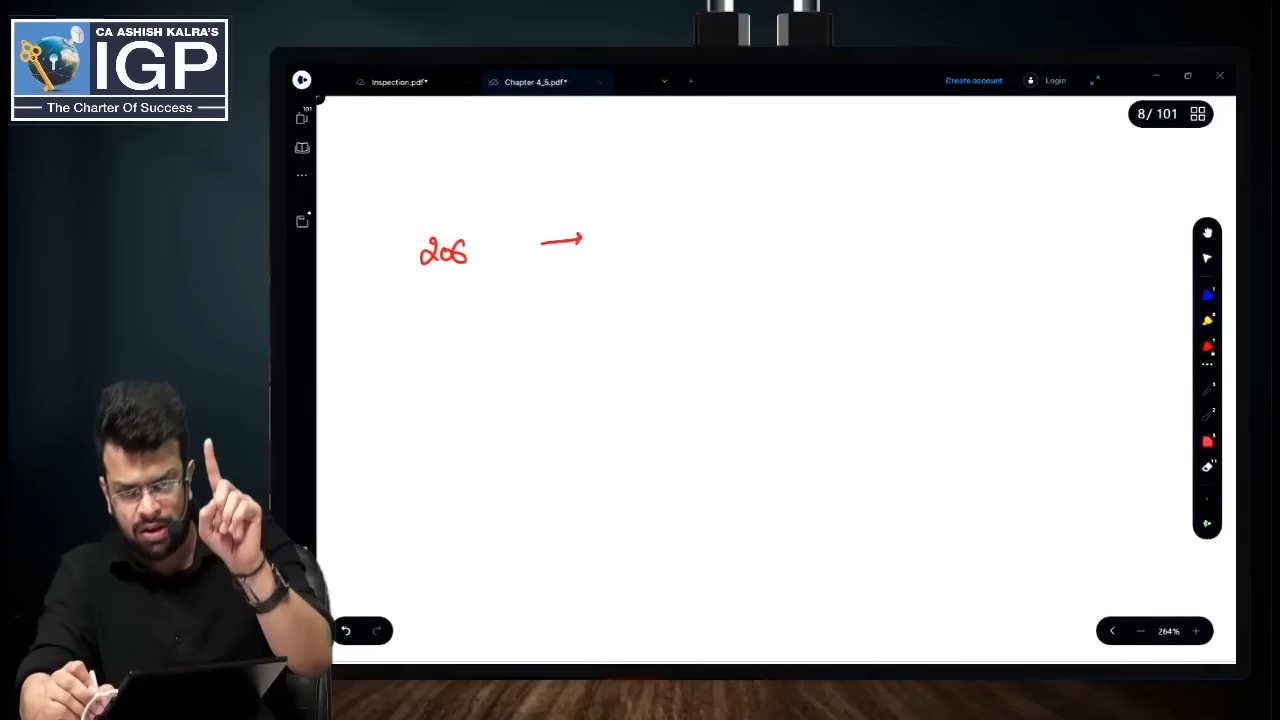 CA ASHISH KALRA'S
IGP
The Charter Of Success
Inspection.pdf*
Chapter 4_5.pdf*
Create account
Login
8/ 101
101
206 →
264%